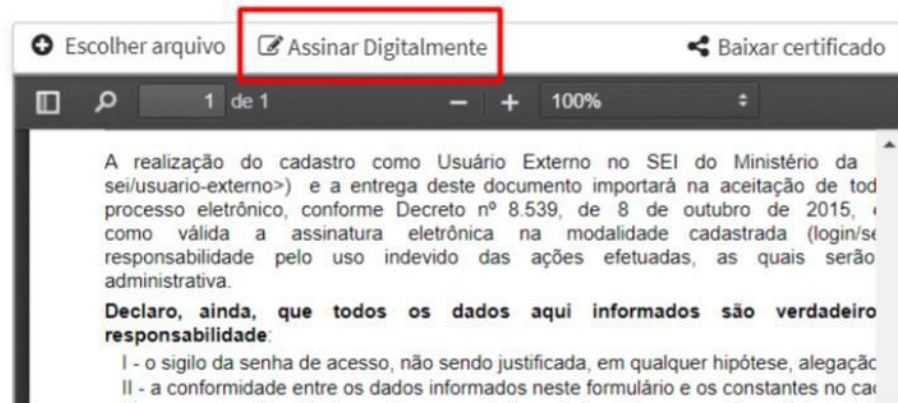 Escolher arquivo Assinar Digitalmente Baixar certificado
1 de 1 100%
A realização do cadastro como Usuário Externo no SEI do Ministério da
sei/usuario-externo>) e a entrega deste documento importará na aceitação de tod
processo eletrônico, conforme Decreto nº 8.539, de 8 de outubro de 2015,
como válida a assinatura eletrônica na modalidade cadastrada (login/se
responsabilidade pelo uso indevido das ações efetuadas, as quais serão
administrativa.
Declaro, ainda, que todos os dados aqui informados são verdadeiro
responsabilidade:
I - o sigilo da senha de acesso, não sendo justificada, em qualquer hipótese, alegação
II - a conformidade entre os dados informados neste formulário e os constantes no cad